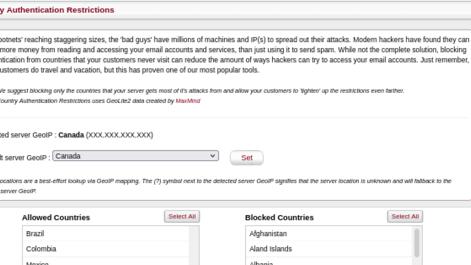 y Authentication Restrictions
otnets' reaching staggering sizes, the 'bad guys' have millions of machines and IP(s) to spread out their attacks. Modern hackers have found they can
more money from reading and accessing your email accounts and services, than just using it to send spam. While not the complete solution, blocking
ntication from countries that your servers never visit can reduce the amount of ways hackers can try to access your email accounts. Just remember,
ustomers do travel and vacation, but this has proven one of our most popular tools.
We suggest blocking only the countries that your server gets most of it's attacks from and allow your customers to 'tighten' up the restrictions even farther.
Country Authentication Restrictions uses GeoLite2 data created by MaxMind
ted server GeoIP : Canada (XXX.XXX.XXX.XXX)
lt server GeoIP : Canada Set
ocations are a best-effort lookup via GeoIP mapping. The (?) symbol next to the detected server GeoIP signifies that the server location is unknown and will fallback to the
server GeoIP.
Allowed Countries Select All Blocked Countries Select All
Brazil Afghanistan
Colombia Aland Islands
Mexico Albania